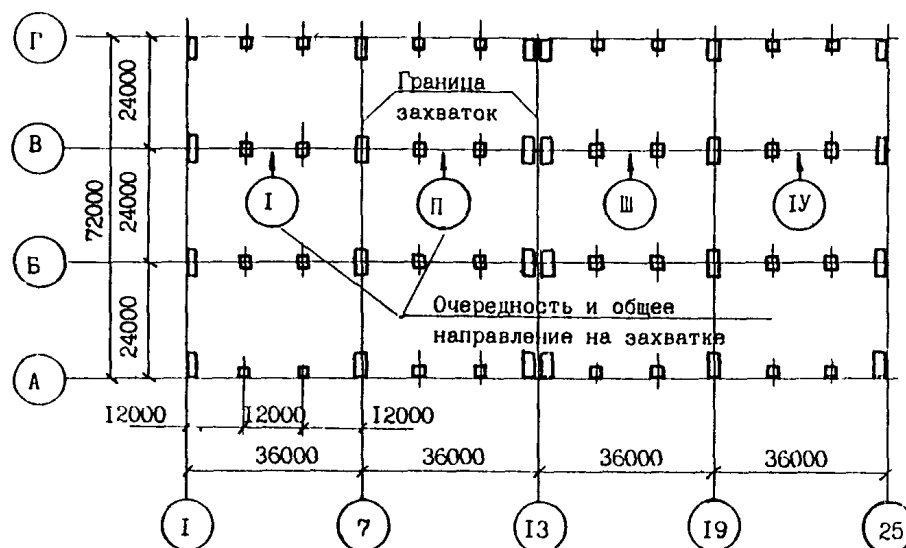 Г
В
Б
А
72000
24000
24000
24000
Граница
захваток
I
П
Ш
IУ
Очередность и общее
направление на захватке
I2000
I2000
I2000
36000
36000
36000
36000
I
7
I3
I9
25